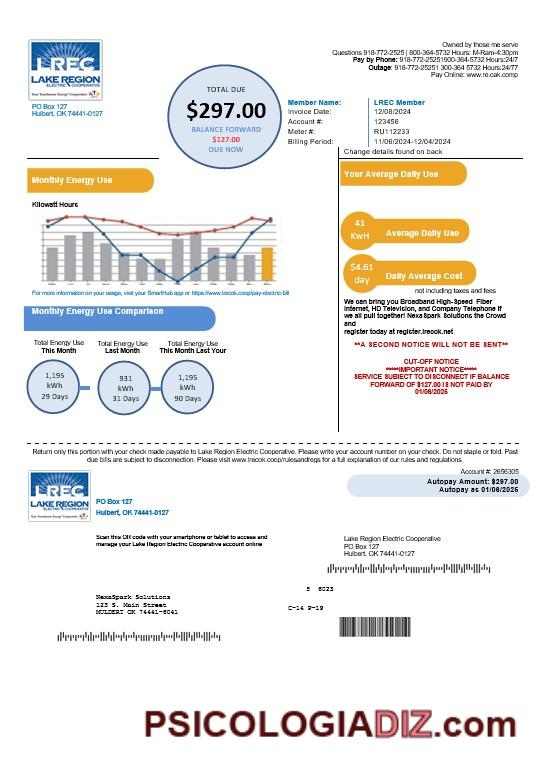 LREC
LAKE REGION
ELECTRIC COOPERATIVE
Your Touchstone Energy® Cooperative
PO Box 127
Hulbert, OK 74441-0127
TOTAL DUE
$297.00
BALANCE FORWARD
$127.00
DUE NOW
Owned by those me serve
Questions 918-772-2525 | 800-364-5732 Hours: M-Ram-4:30pm
Pay by Phone: 918-772-25251900-364-5732 Hours:24/7
Outage: 918-772-25251 300-364-5732 Hours:24/77
Pay Online: www.re.cak.comp
Member Name: LREC Member
Invoice Date: 12/08/2024
Account #: 123456
Meter #: RU112233
Billing Period: 11/06/2024-12/04/2024
Change details found on back
Monthly Energy Use
Kilowatt Hours
For more information on your usage, visit your SmartHub app or https://www.lrecok.coop/pay-electric-bill
Your Average Daily Use
41
KwH
Average Daily Use
$4.61
day
Daily Average Cost
not including taxes and fees
We can bring you Broadband High-Speed Fiber
Internet, HD Television, and Company Telephone if
we all pull together! NexaSpark Solutions the Crowd
and
register today at register.lreok.net
**A SECOND NOTICE WILL NOT BE SENT**
CUT-OFF NOTICE
*****IMPORTANT NOTICE*****
SERVICE SUBJECT TO DISCONNECT IF BALANCE
FORWARD OF $127.00 IS NOT PAID BY
01/06/2025
Monthly Energy Use Comparison
Total Energy Use
This Month
Total Energy Use
Last Month
Total Energy Use
This Month Last Year
1,195
kWh
29 Days
931
kWh
31 Days
1,195
kWh
90 Days
Return only this portion with your check made payable to Lake Region Electric Cooperative. Please write your account number on your check. Do not staple or fold. Past
due bills are subject to disconnection. Please visit www.lrecok.coop/rulesandregs for a full explanation of our rules and regulations.
Account #: 2656305
Autopay Amount: $297.00
Autopay as 01/06/2025
LREC
LAKE REGION
ELECTRIC COOPERATIVE
Your Touchstone Energy® Cooperative
PO Box 127
Hulbert, OK 74441-0127
Scan this QR code with your smartphone or tablet to access and
manage your Lake Region Electric Cooperative account online
Lake Region Electric Cooperative
PO Box 127
Hulbert, OK 74441-0127
5 6023
C-14 P-19
NexaSpark Solutions
123 S. Main Street
MULDERT OK 74441-6041
PSICOLOGIADIZ.com